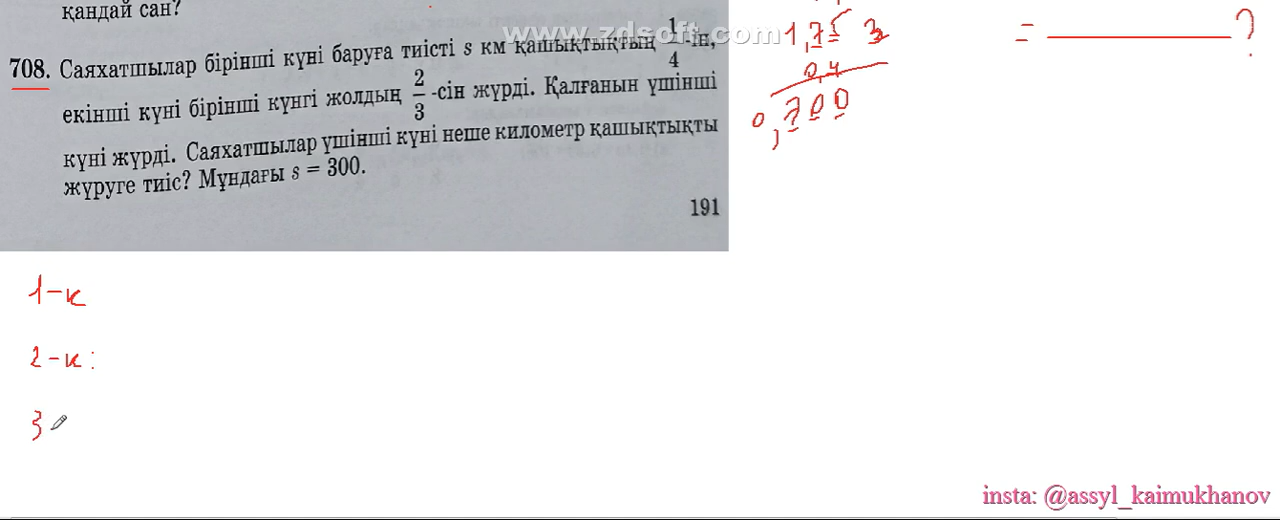 қандай сан?
www.zdsoft.com
708. Саяхатшылар бірінші күні баруға тиісті s км қашықтықтың 1/4-ін,
екінші күні бірінші күнгі жолдың 2/3-сін жүрді. Қалғанын үшінші
күні жүрді. Саяхатшылар үшінші күні неше километр қашықтықты
жүруге тиіс? Мұндағы s = 300.
191
1,75
0,4
0,700
= ?
1-к
2-к:
3
insta: @assyl_kaimukhanov